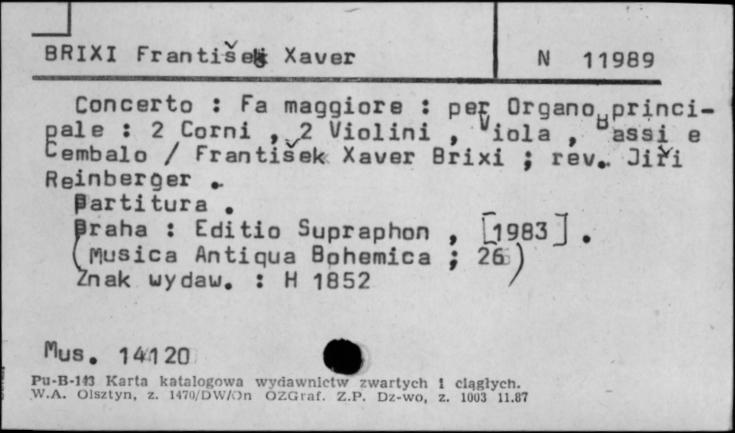 BRIXI František Xaver
N 11989
Concerto : Fa maggiore : per Organo princi-
pale : 2 Corni , 2 Violini , Viola , Bassi e
Cembalo / František Xaver Brixi ; rev. Jiři
Reinberger .
Partitura .
Praha : Editio Supraphon , [1983] .
(Musica Antiqua Bohemica ; 26)
Znak wydaw. : H 1852
Mus. 14120
Pu-B-143 Karta katalogowa wydawnictw zwartych i ciągłych.
W.A. Olsztyn, z. 1470/DW/On OZGraf. Z.P. Dz-wo, z. 1003 11.87